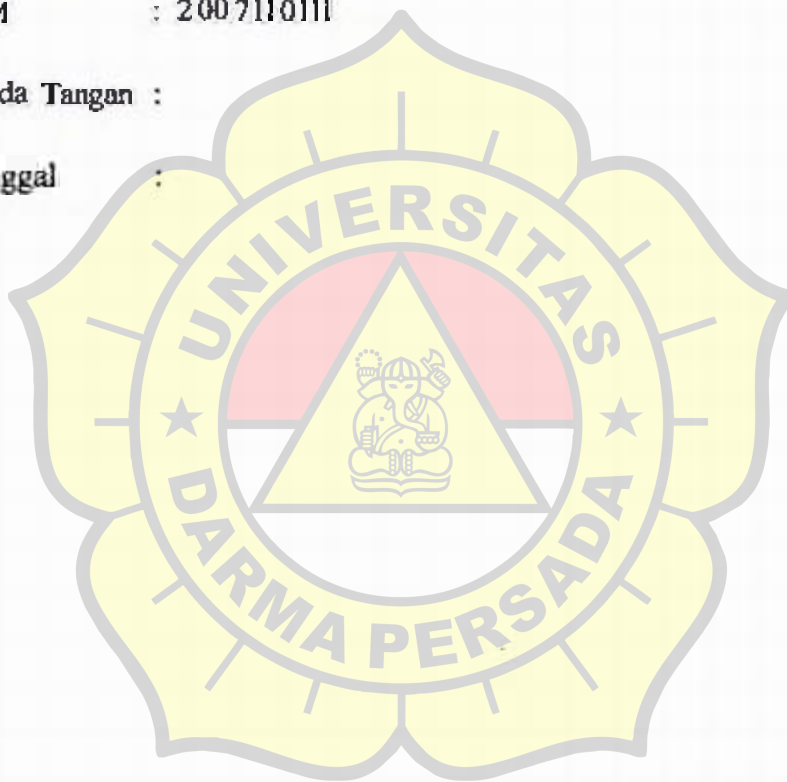 M : 2007110111
da Tangan :
ggal :
UNIVERSITAS
DARMA PERSADA